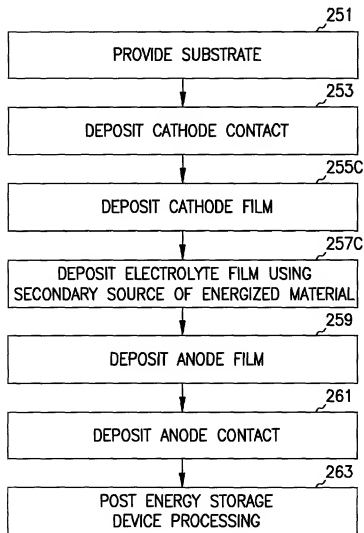 251
PROVIDE SUBSTRATE
253
DEPOSIT CATHODE CONTACT
255C
DEPOSIT CATHODE FILM
257C
DEPOSIT ELECTROLYTE FILM USING
SECONDARY SOURCE OF ENERGIZED MATERIAL
259
DEPOSIT ANODE FILM
261
DEPOSIT ANODE CONTACT
263
POST ENERGY STORAGE
DEVICE PROCESSING